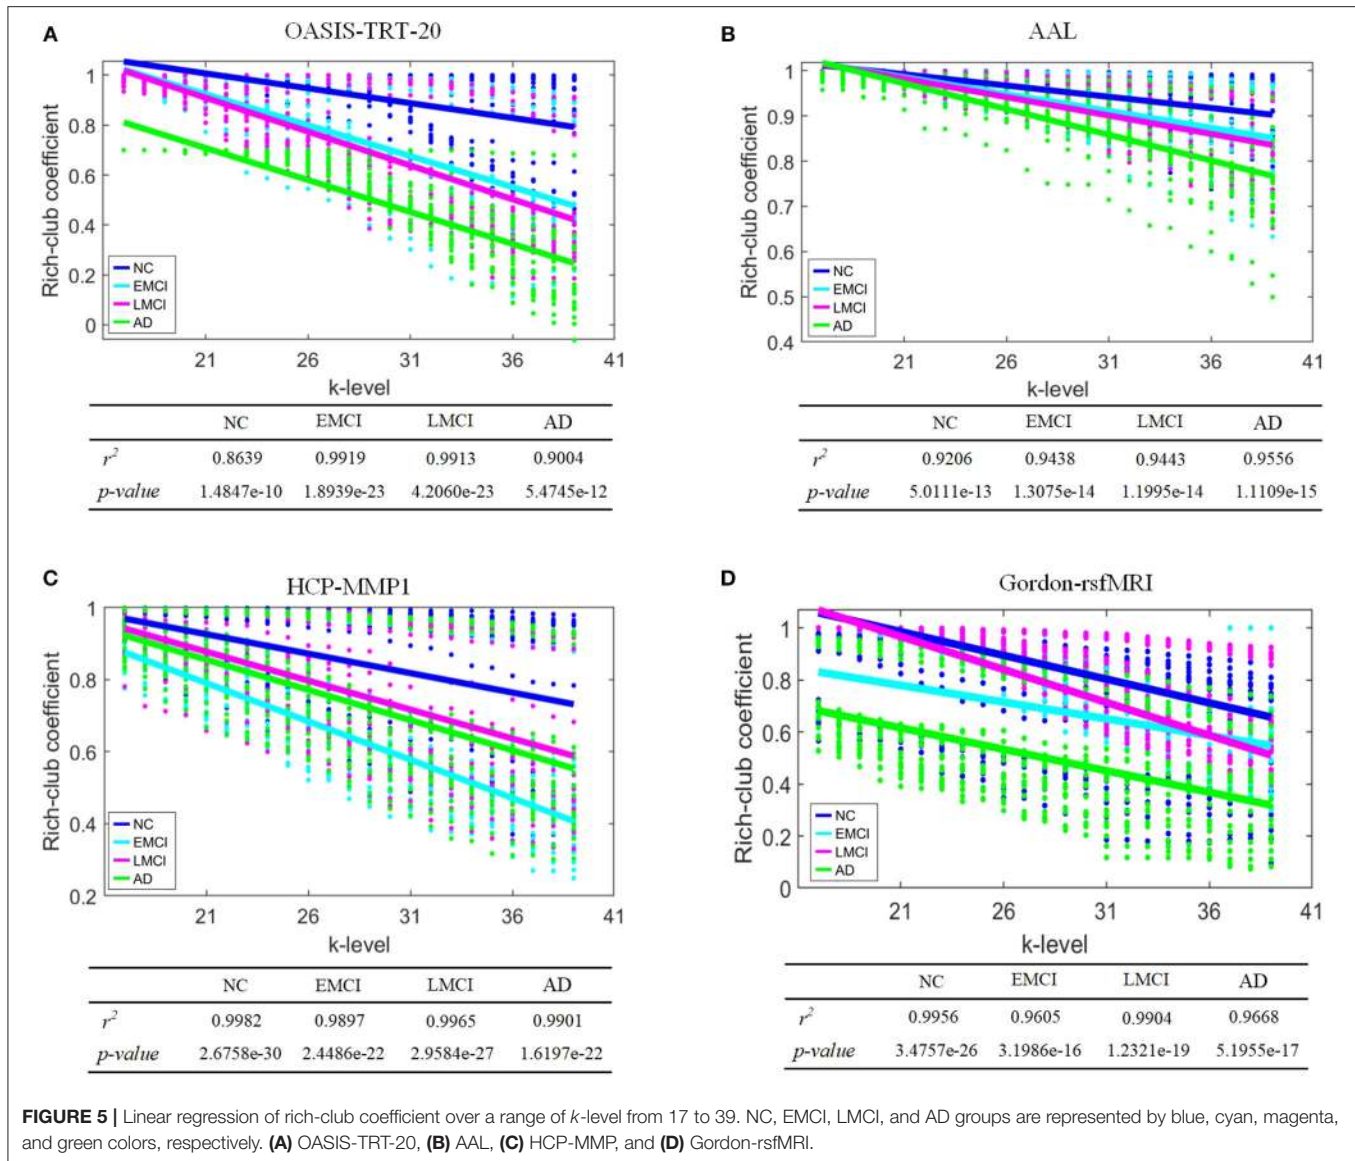 A
OASIS-TRT-20
Rich-club coefficient
1
0.8
0.6
0.4
0.2
0
NC
EMCI
LMCI
AD
21 26 31 36 41
k-level
NC EMCI LMCI AD
r² 0.8639 0.9919 0.9913 0.9004
p-value 1.4847e-10 1.8939e-23 4.2060e-23 5.4745e-12
B
AAL
Rich-club coefficient
1
0.9
0.8
0.7
0.6
0.5
0.4
NC
EMCI
LMCI
AD
21 26 31 36 41
k-level
NC EMCI LMCI AD
r² 0.9206 0.9438 0.9443 0.9556
p-value 5.0111e-13 1.3075e-14 1.1995e-14 1.1109e-15
C
HCP-MMP1
Rich-club coefficient
1
0.8
0.6
0.4
0.2
NC
EMCI
LMCI
AD
21 26 31 36 41
k-level
NC EMCI LMCI AD
r² 0.9982 0.9897 0.9965 0.9901
p-value 2.6758e-30 2.4486e-22 2.9584e-27 1.6197e-22
D
Gordon-rsfMRI
Rich-club coefficient
1
0.8
0.6
0.4
0.2
0
NC
EMCI
LMCI
AD
21 26 31 36 41
k-level
NC EMCI LMCI AD
r² 0.9956 0.9605 0.9904 0.9668
p-value 3.4757e-26 3.1986e-16 1.2321e-19 5.1955e-17
FIGURE 5 | Linear regression of rich-club coefficient over a range of k-level from 17 to 39. NC, EMCI, LMCI, and AD groups are represented by blue, cyan, magenta,
and green colors, respectively. (A) OASIS-TRT-20, (B) AAL, (C) HCP-MMP, and (D) Gordon-rsfMRI.